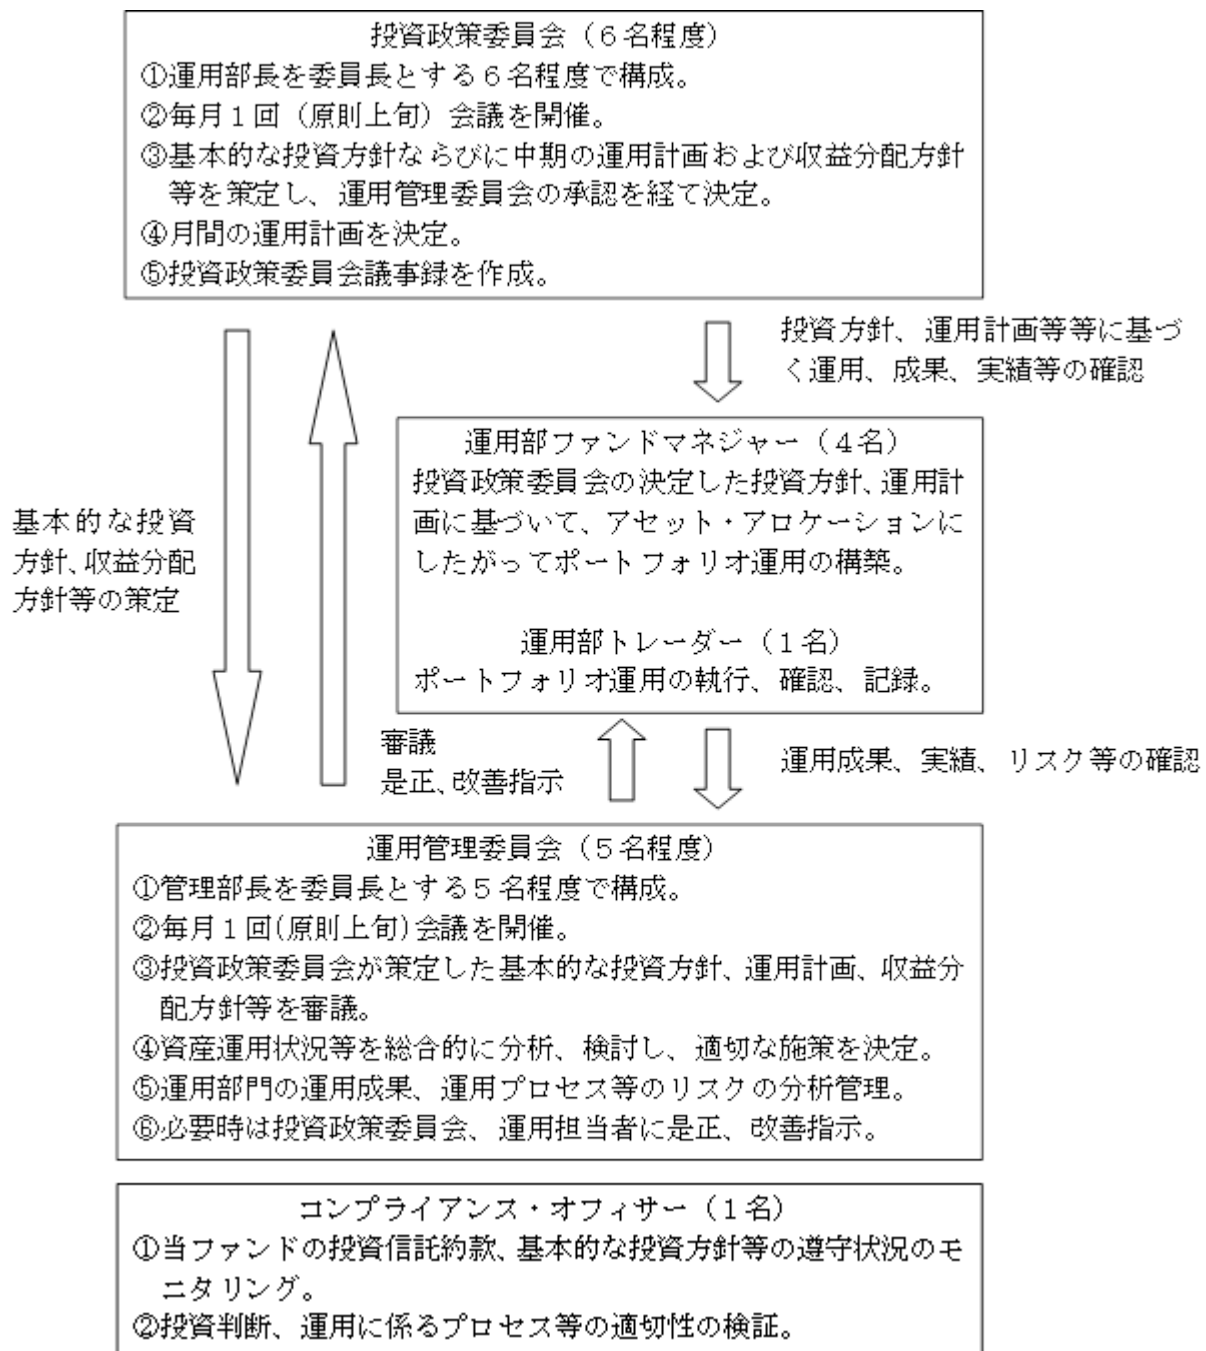 投資政策委員会（６名程度）
①運用部長を委員長とする６名程度で構成。
②毎月１回（原則上旬）会議を開催。
③基本的な投資方針ならびに中期の運用計画および収益分配方針
等を策定し、運用管理委員会の承認を経て決定。
④月間の運用計画を決定。
⑤投資政策委員会議事録を作成。
投資方針、運用計画等等に基づ
く運用、成果、実績等の確認
運用部ファンドマネジャー（４名）
投資政策委員会の決定した投資方針、運用計
画に基づいて、アセット・アロケーションに
したがってポートフォリオ運用の構築。
運用部トレーダー（１名）
ポートフォリオ運用の執行、確認、記録。
基本的な投資
方針、収益分配
方針等の策定
審議
是正、改善指示
運用成果、実績、リスク等の確認
運用管理委員会（５名程度）
①管理部長を委員長とする５名程度で構成。
②毎月１回(原則上旬)会議を開催。
③投資政策委員会が策定した基本的な投資方針、運用計画、収益分
配方針等を審議。
④資産運用状況等を総合的に分析、検討し、適切な施策を決定。
⑤運用部門の運用成果、運用プロセス等のリスクの分析管理。
⑥必要時は投資政策委員会、運用担当者に是正、改善指示。
コンプライアンス・オフィサー（１名）
①当ファンドの投資信託約款、基本的な投資方針等の遵守状況のモ
ニタリング。
②投資判断、運用に係るプロセス等の適切性の検証。